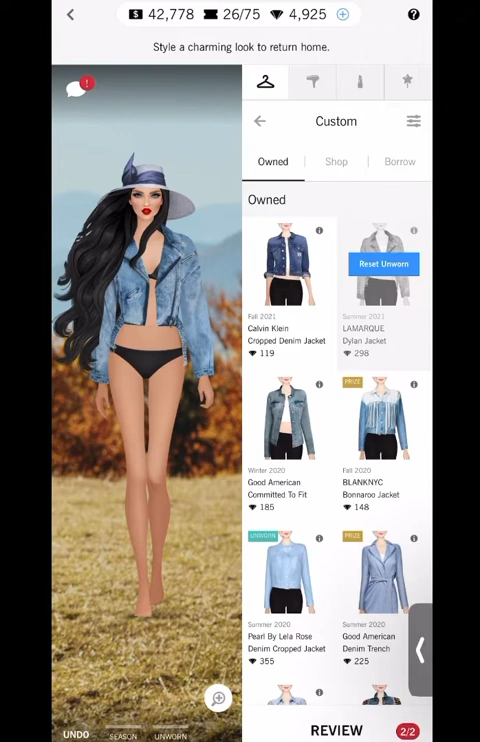 $ 42,778 26/75 4,925
?
Style a charming look to return home.
!
Custom
Owned Shop Borrow
Owned
Fall 2021
Calvin Klein
Cropped Denim Jacket
119
Reset Unworn
Summer 2021
LAMARQUE
Dylan Jacket
298
Winter 2020
Good American
Committed To Fit
185
PRIZE
Fall 2020
BLANKNYC
Bonnaroo Jacket
148
UNWORN
Summer 2020
Pearl By Lela Rose
Denim Cropped Jacket
355
PRIZE
Summer 2020
Good American
Denim Trench
225
UNDO SEASON UNWORN
REVIEW 2/2